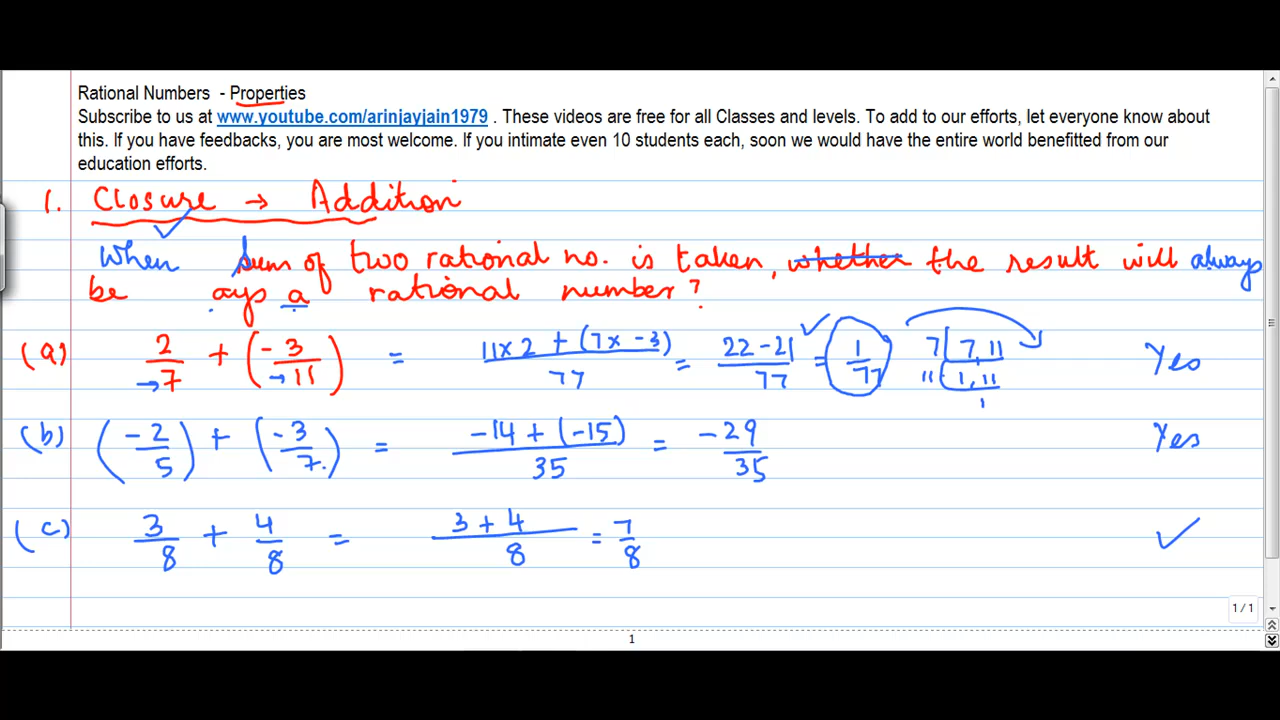 Rational Numbers - Properties
Subscribe to us at www.youtube.com/arinjayjain1979 . These videos are free for all Classes and levels. To add to our efforts, let everyone know about
this. If you have feedbacks, you are most welcome. If you intimate even 10 students each, soon we would have the entire world benefitted from our
education efforts.
1. Closure → Addition
When Sum of two rational no. is taken, whether the result will always
be ays a rational number?
(a) 2/7 + (-3/11) = 11x2 + (7x -3)/77 = 22-21/77 = 1/77 7 | 7, 11 Yes
11 | 1, 11
1
(b) (-2/5) + (-3/7) = -14 + (-15)/35 = -29/35 Yes
(c) 3/8 + 4/8 = 3+4/8 = 7/8 ✓
1 / 1
1